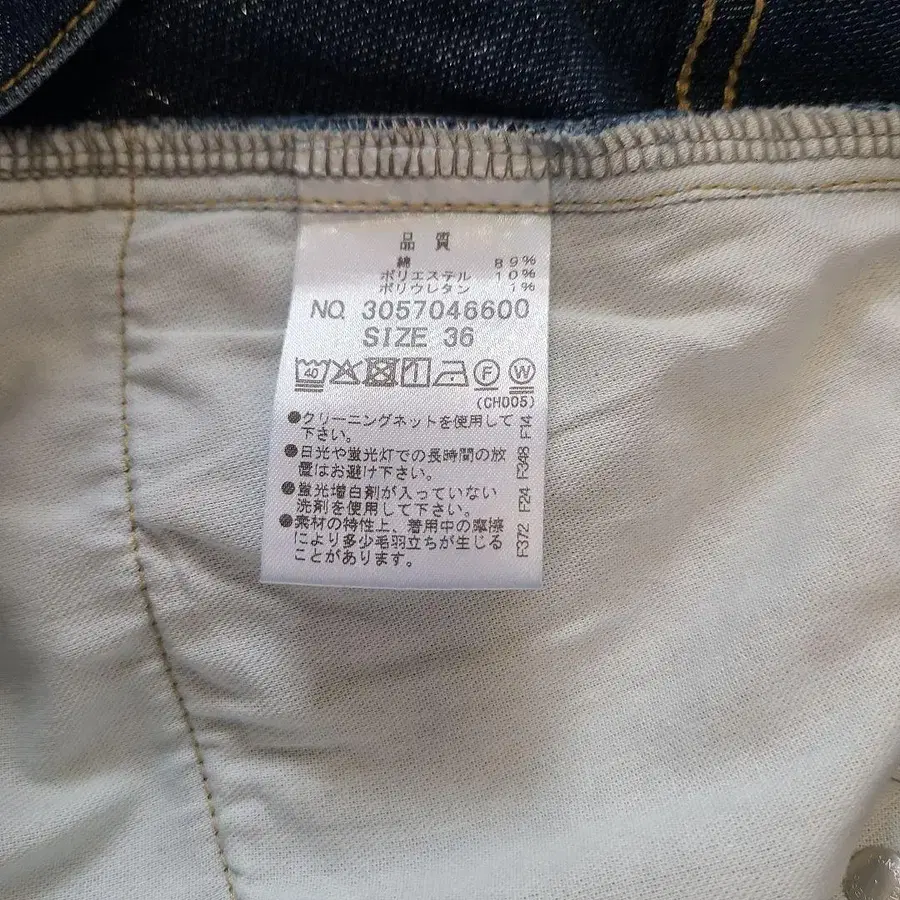 品 質
綿 89%
ポリエステル 10%
ポリウレタン 1%
NO. 3057046600
SIZE 36
40 F W
(CH005)
●クリーニングネットを使用して
下さい。
●日光や蛍光灯での長時間の放
置はお避け下さい。
●蛍光増白剤が入っていない
洗剤を使用して下さい。
●素材の特性上、着用中の摩擦
により多少毛羽立ちが生じる
ことがあります。
F372 F24 F348 F14